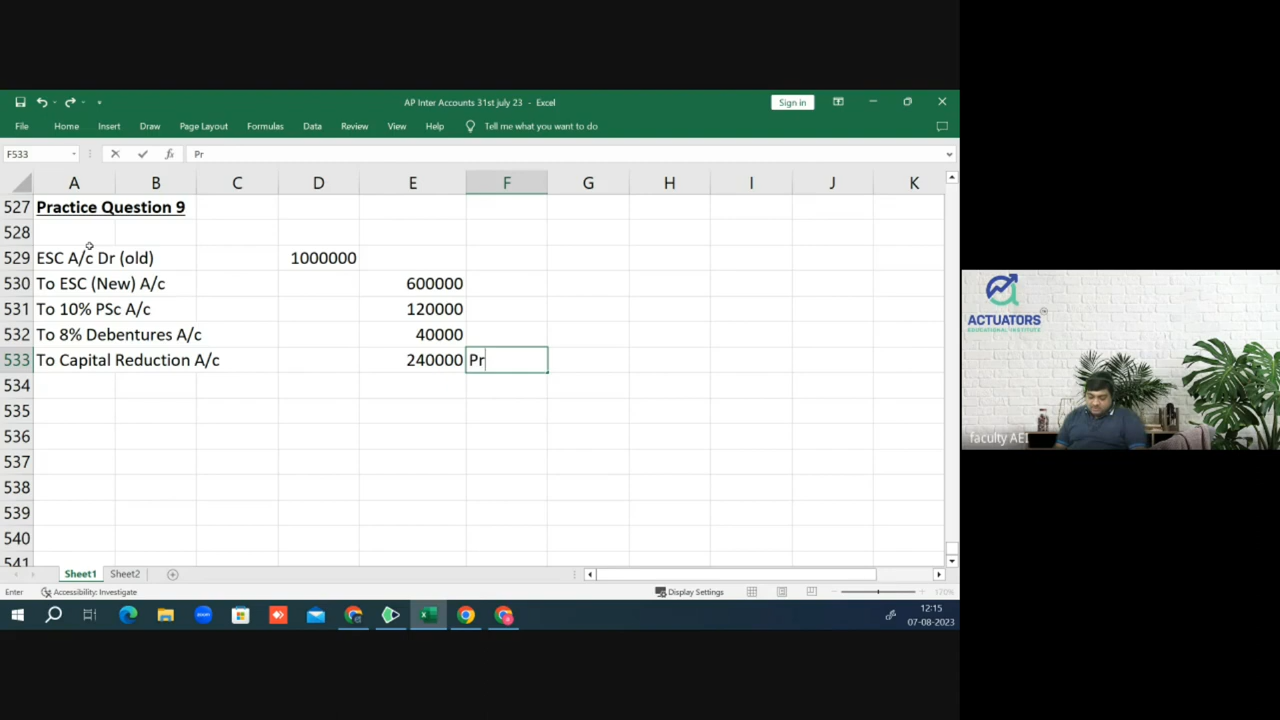 AP Inter Accounts 31st july 23 - Excel
Sign in
File Home Insert Draw Page Layout Formulas Data Review View Help Tell me what you want to do
F533 fx Pr
A B C D E F G H I J K
527 Practice Question 9
528
529 ESC A/c Dr (old) 1000000
530 To ESC (New) A/c 600000
531 To 10% PSc A/c 120000
532 To 8% Debentures A/c 40000
533 To Capital Reduction A/c 240000 Pr
534
535
536
537
538
539
540
541
Sheet1 Sheet2
Enter Accessibility: Investigate Display Settings 170%
12:15
07-08-2023
ACTUATORS
EDUCATIONAL INSTITUTE
faculty AEI